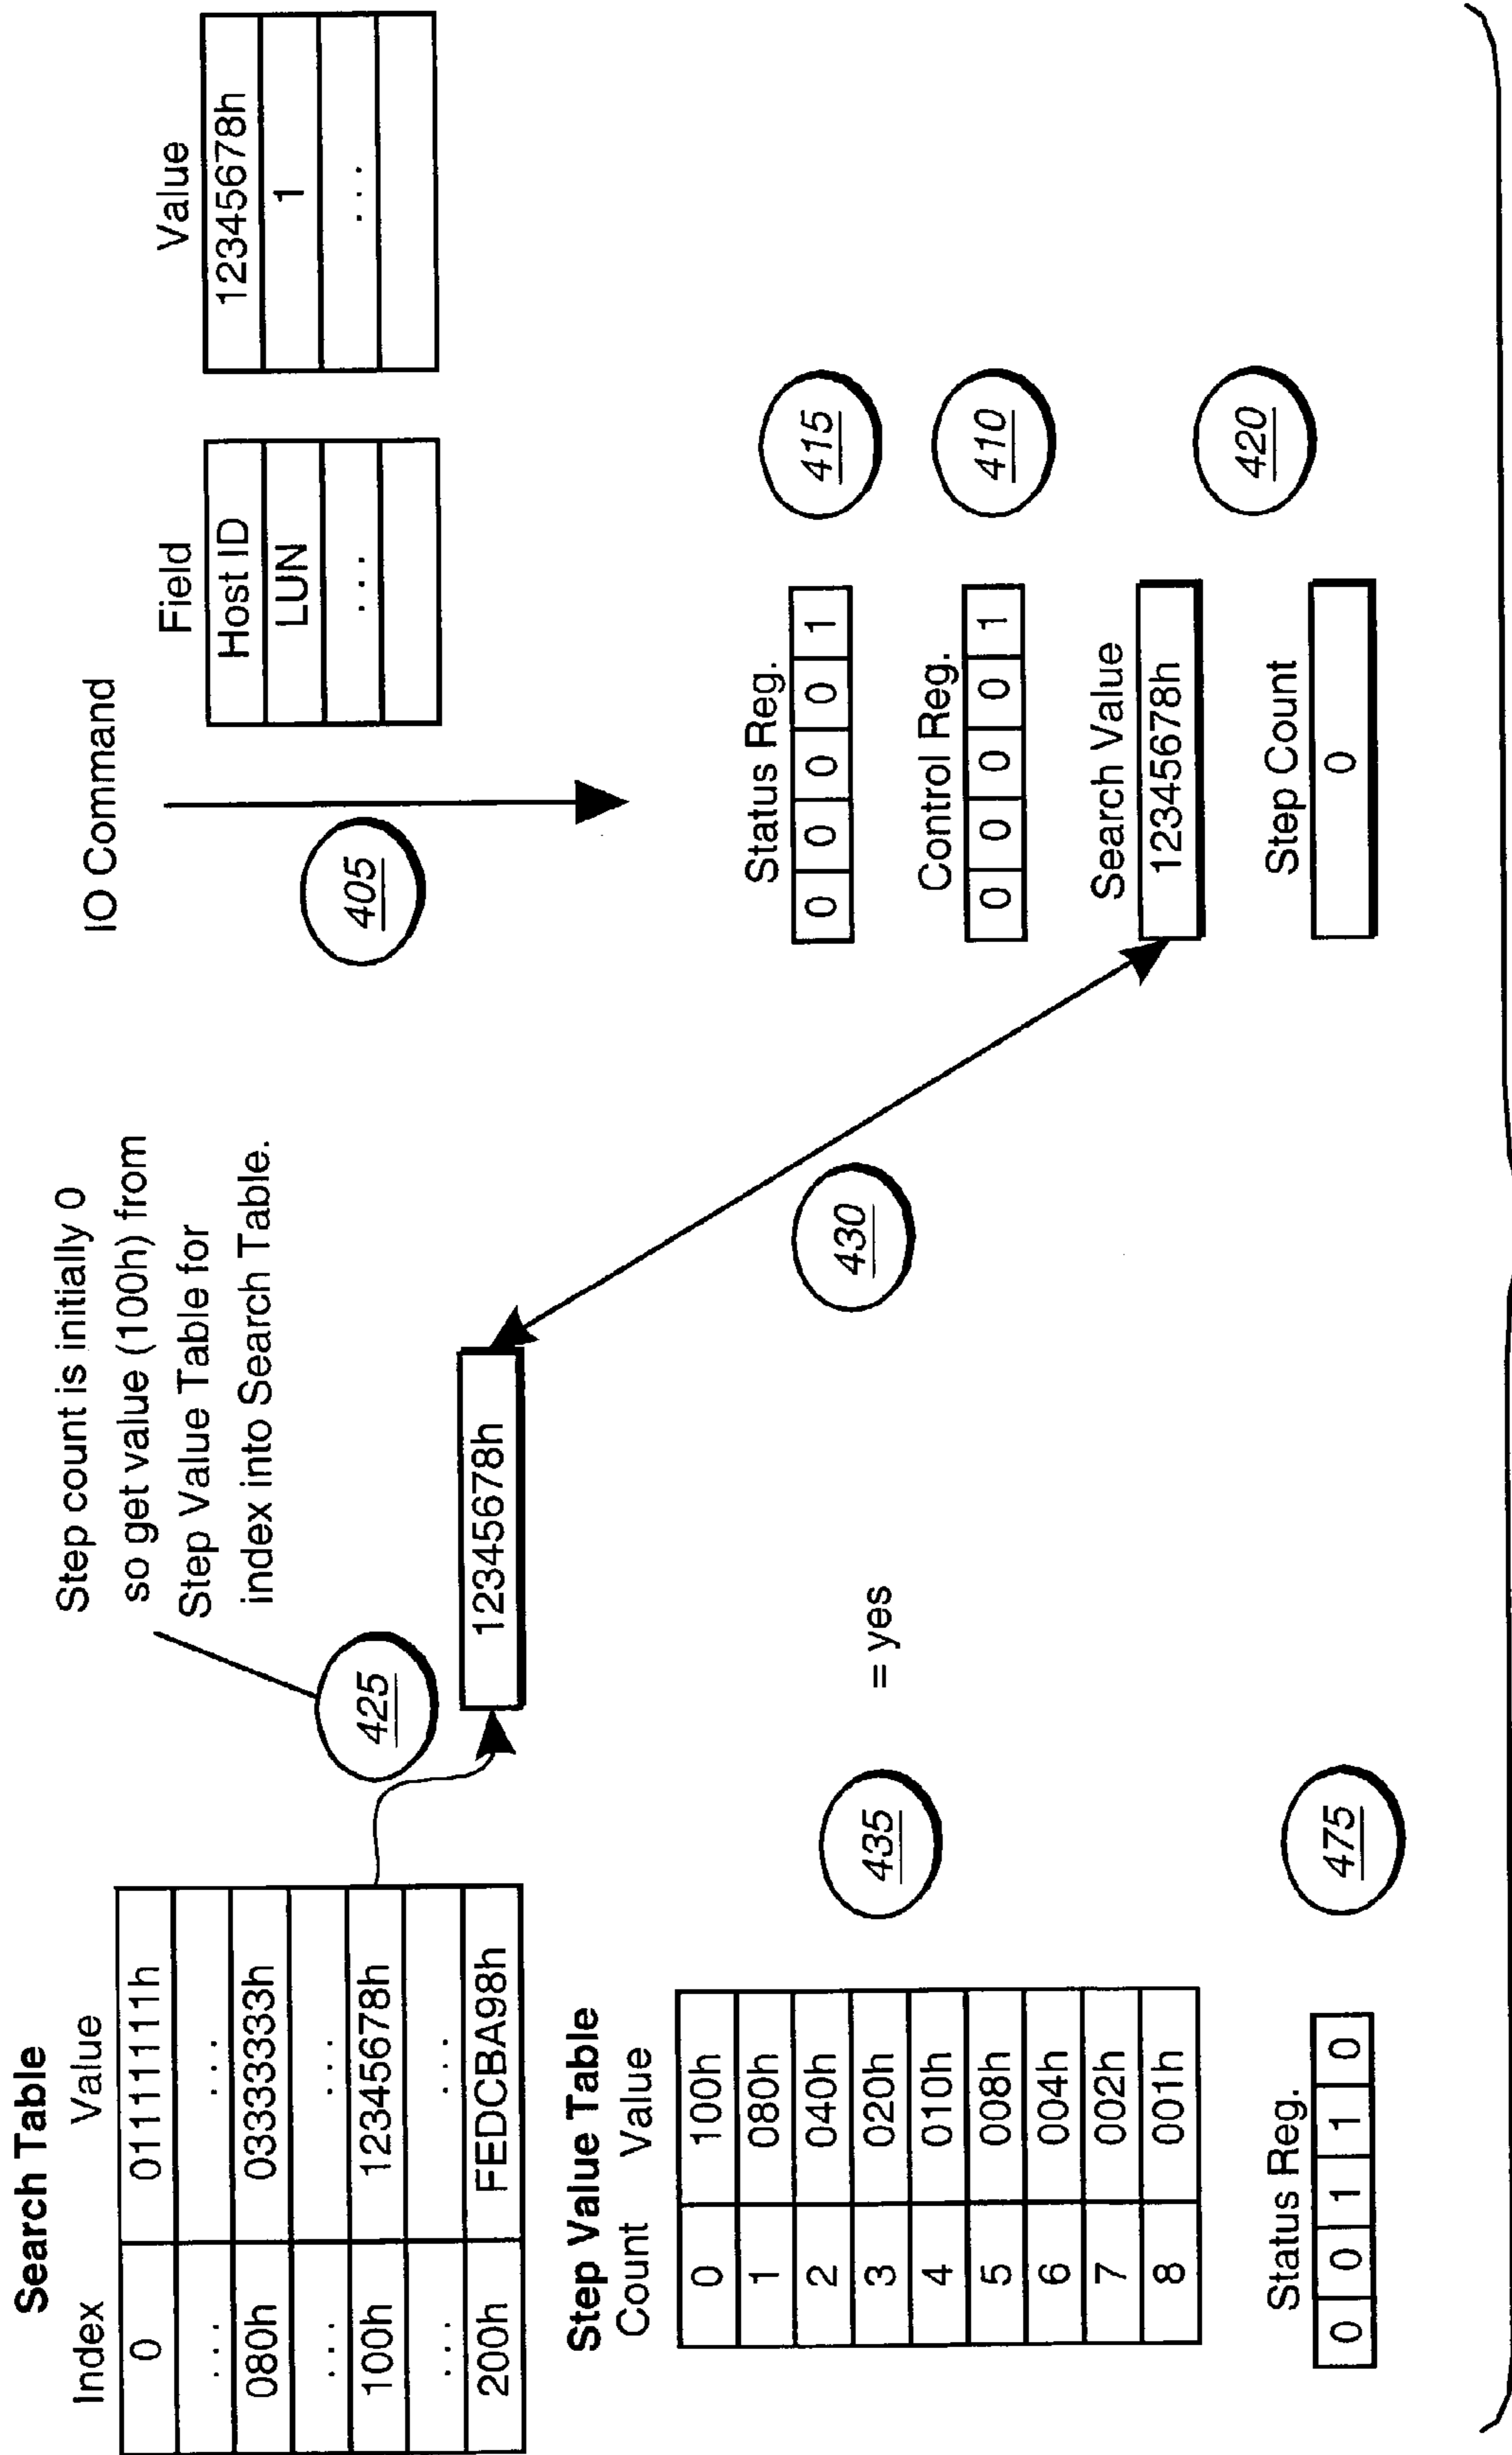 Search Table
Index Value
0 01111111h
... ...
080h 03333333h
... ...
100h 12345678h
... ...
200h FEDCBA98h
Step count is initially 0
so get value (100h) from
Step Value Table for
index into Search Table.
425
12345678h
IO Command
405
Field Value
Host ID 12345678h
LUN 1
... ...
Step Value Table
Count Value
0 100h
1 080h
2 040h
3 020h
4 010h
5 008h
6 004h
7 002h
8 001h
435
= yes
430
Status Reg.
0 0 0 0 1
415
Control Reg.
0 0 0 0 1
410
Search Value
12345678h
Step Count
0
420
Status Reg.
0 0 1 1 0
475